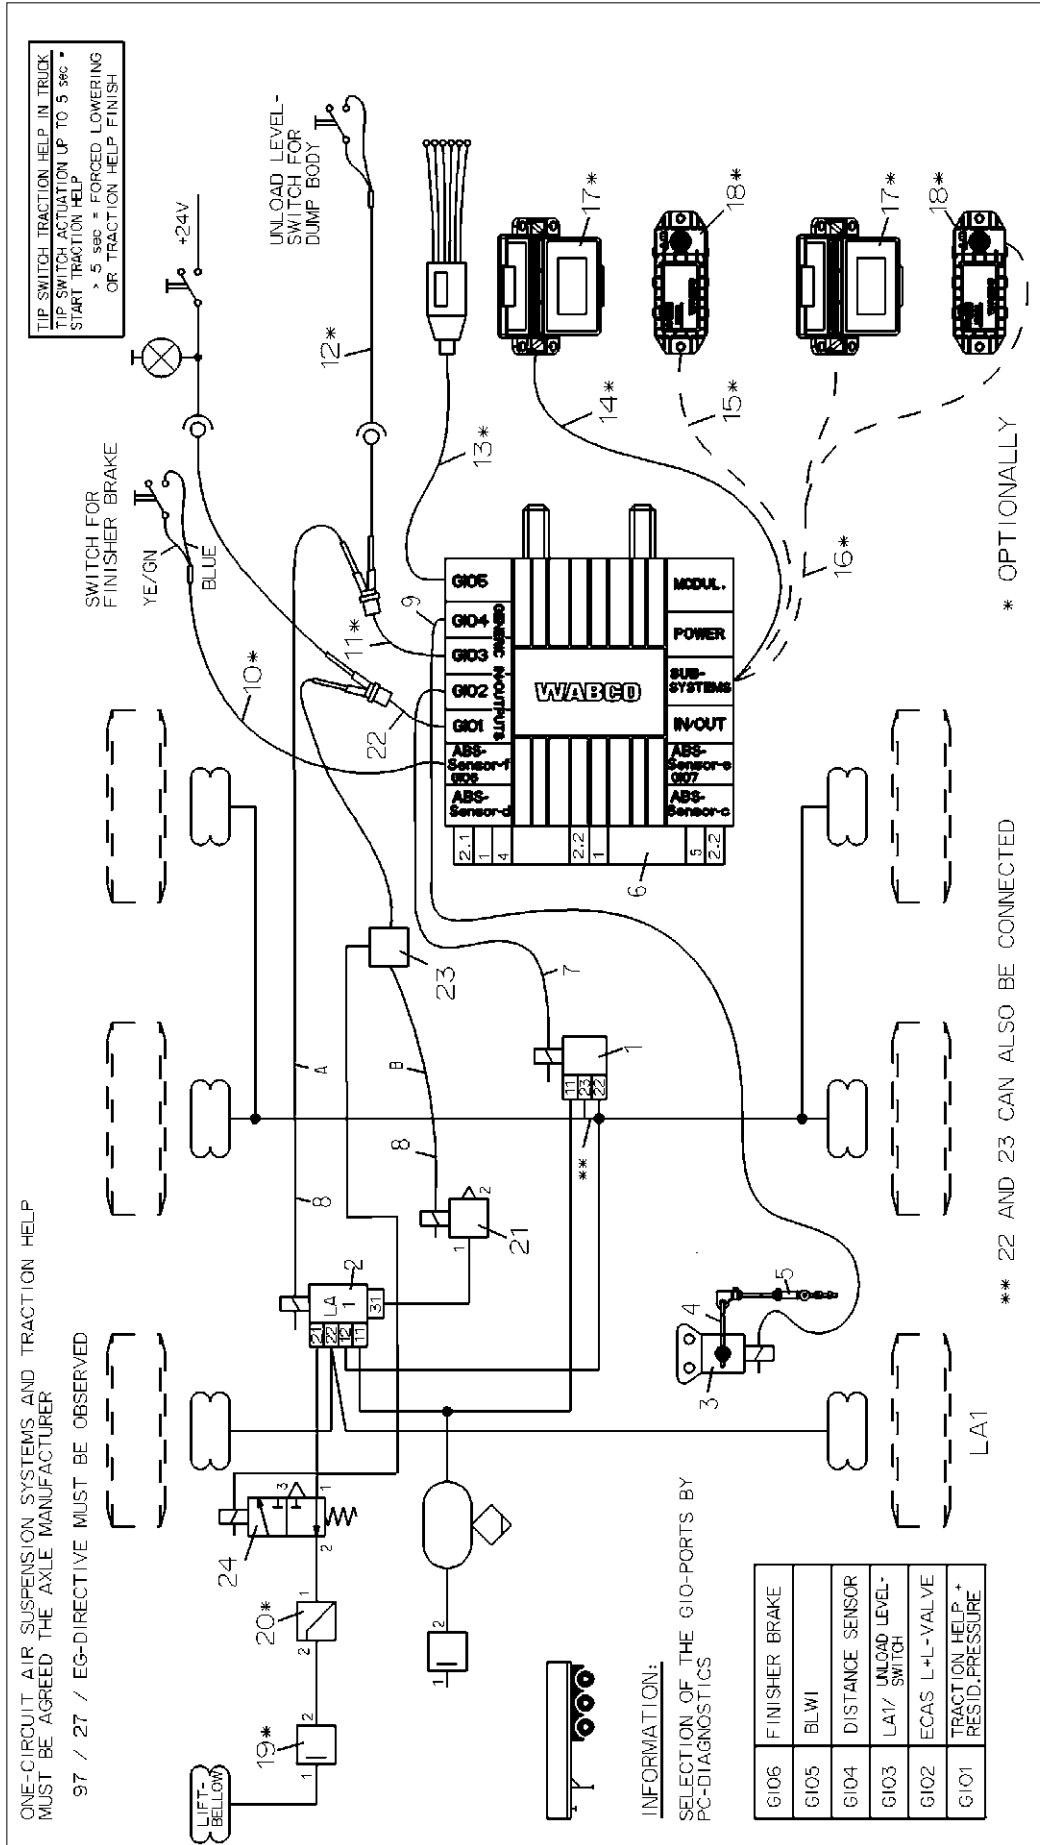 ONE-CIRCUIT AIR SUSPENSION SYSTEMS AND TRACTION HELP
MUST BE AGREED THE AXLE MANUFACTURER
97 / 27 / EG-DIRECTIVE MUST BE OBSERVED
TIP SWITCH TRACTION HELP IN TRUCK
TIP SWITCH ACTUATION UP TO 5 sec =
START TRACTION HELP
> 5 sec = FORCED LOWERING
OR TRACTION HELP FINISH
SWITCH FOR
FINISHER BRAKE
YE/GN
BLUE
+24V
UNLOAD LEVEL-
SWITCH FOR
DUMP BODY
LIFT-
BELLOW
1
19*
2
2
20*
1
24
2
3
1
8
A
10*
22
11*
12*
LA
1
2
21
22
12
11
31
8
B
23
1
2
21
9
13*
1
2
7
11
23
22
1
**
3
4
5
6
2.1
1
4
2.2
1
5
2.2
ABS-
Sensor-d
ABS-
Sensor-f
GIO6
GIO1
GIO2
GIO3
GIO4
GIO5
GENERIC IN/OUTPUTS
WABCO
ABS-
Sensor-c
ABS-
Sensor-e
GIO7
IN/OUT
SUB-
SYSTEMS
POWER
MODUL.
14*
15*
16*
17*
18*
17*
18*
LA1
INFORMATION:
SELECTION OF THE GIO-PORTS BY
PC-DIAGNOSTICS
GIO6 FINISHER BRAKE
GIO5 BLWI
GIO4 DISTANCE SENSOR
GIO3 LA1/ UNLOAD LEVEL-
SWITCH
GIO2 ECAS L+L-VALVE
GIO1 TRACTION HELP +
RESID.PRESSURE
** 22 AND 23 CAN ALSO BE CONNECTED
* OPTIONALLY